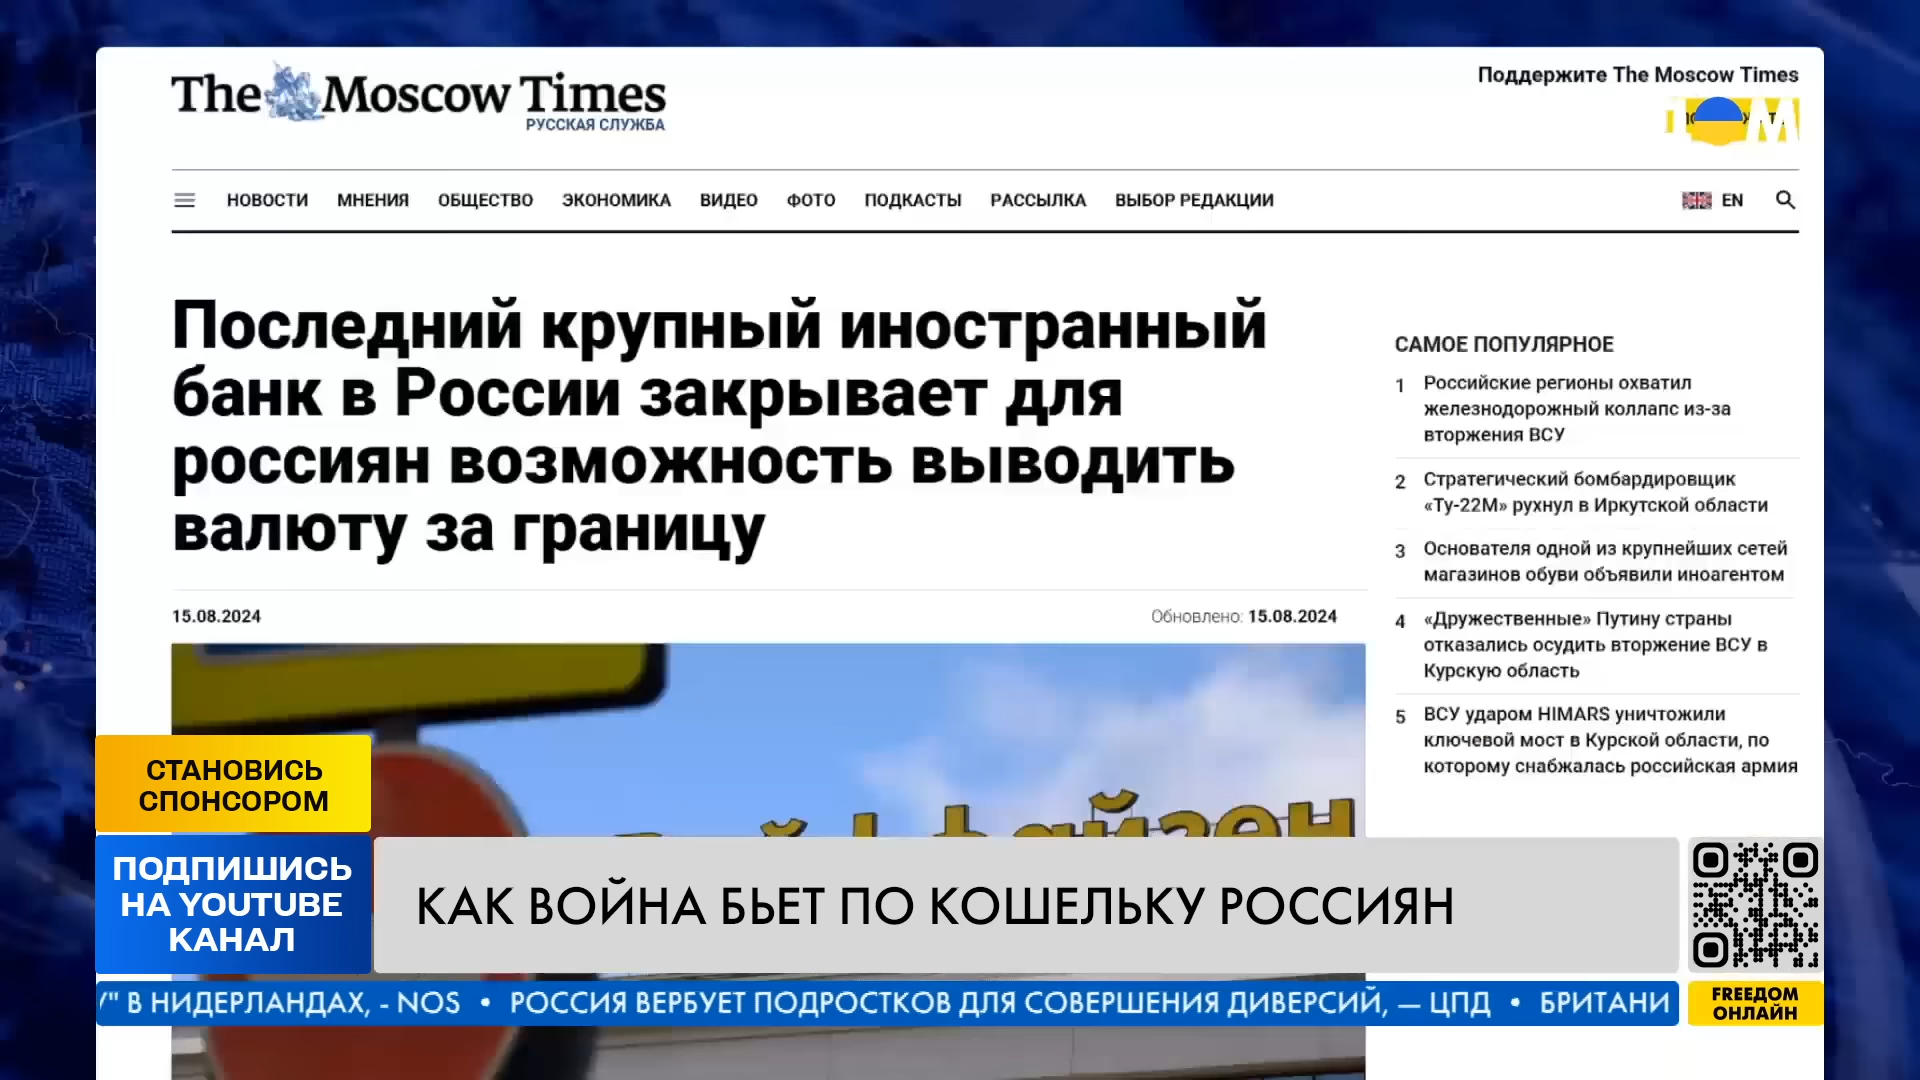 The Moscow Times
РУССКАЯ СЛУЖБА
Поддержите The Moscow Times
НОВОСТИ МНЕНИЯ ОБЩЕСТВО ЭКОНОМИКА ВИДЕО ФОТО ПОДКАСТЫ РАССЫЛКА ВЫБОР РЕДАКЦИИ EN
Последний крупный иностранный
банк в России закрывает для
россиян возможность выводить
валюту за границу
15.08.2024
Обновлено: 15.08.2024
САМОЕ ПОПУЛЯРНОЕ
1 Российские регионы охватил
железнодорожный коллапс из-за
вторжения ВСУ
2 Стратегический бомбардировщик
«Ту-22М» рухнул в Иркутской области
3 Основателя одной из крупнейших сетей
магазинов обуви объявили иноагентом
4 «Дружественные» Путину страны
отказались осудить вторжение ВСУ в
Курскую область
5 ВСУ ударом HIMARS уничтожили
ключевой мост в Курской области, по
которому снабжалась российская армия
СТАНОВИСЬ
СПОНСОРОМ
ПОДПИШИСЬ
НА YOUTUBE
КАНАЛ
КАК ВОЙНА БЬЕТ ПО КОШЕЛЬКУ РОССИЯН
" В НИДЕРЛАНДАХ, - NOS • РОССИЯ ВЕРБУЕТ ПОДРОСТКОВ ДЛЯ СОВЕРШЕНИЯ ДИВЕРСИЙ, — ЦПД • БРИТАНИ
FREEДОМ
ОНЛАЙН